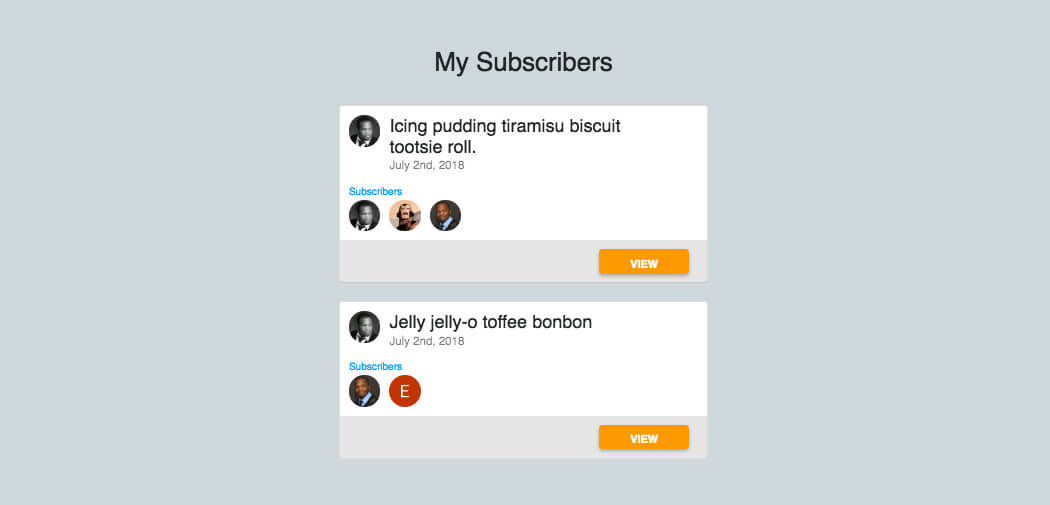 My Subscribers
Icing pudding tiramisu biscuit
tootsie roll.
July 2nd, 2018
Subscribers
VIEW
Jelly jelly-o toffee bonbon
July 2nd, 2018
Subscribers
E
VIEW